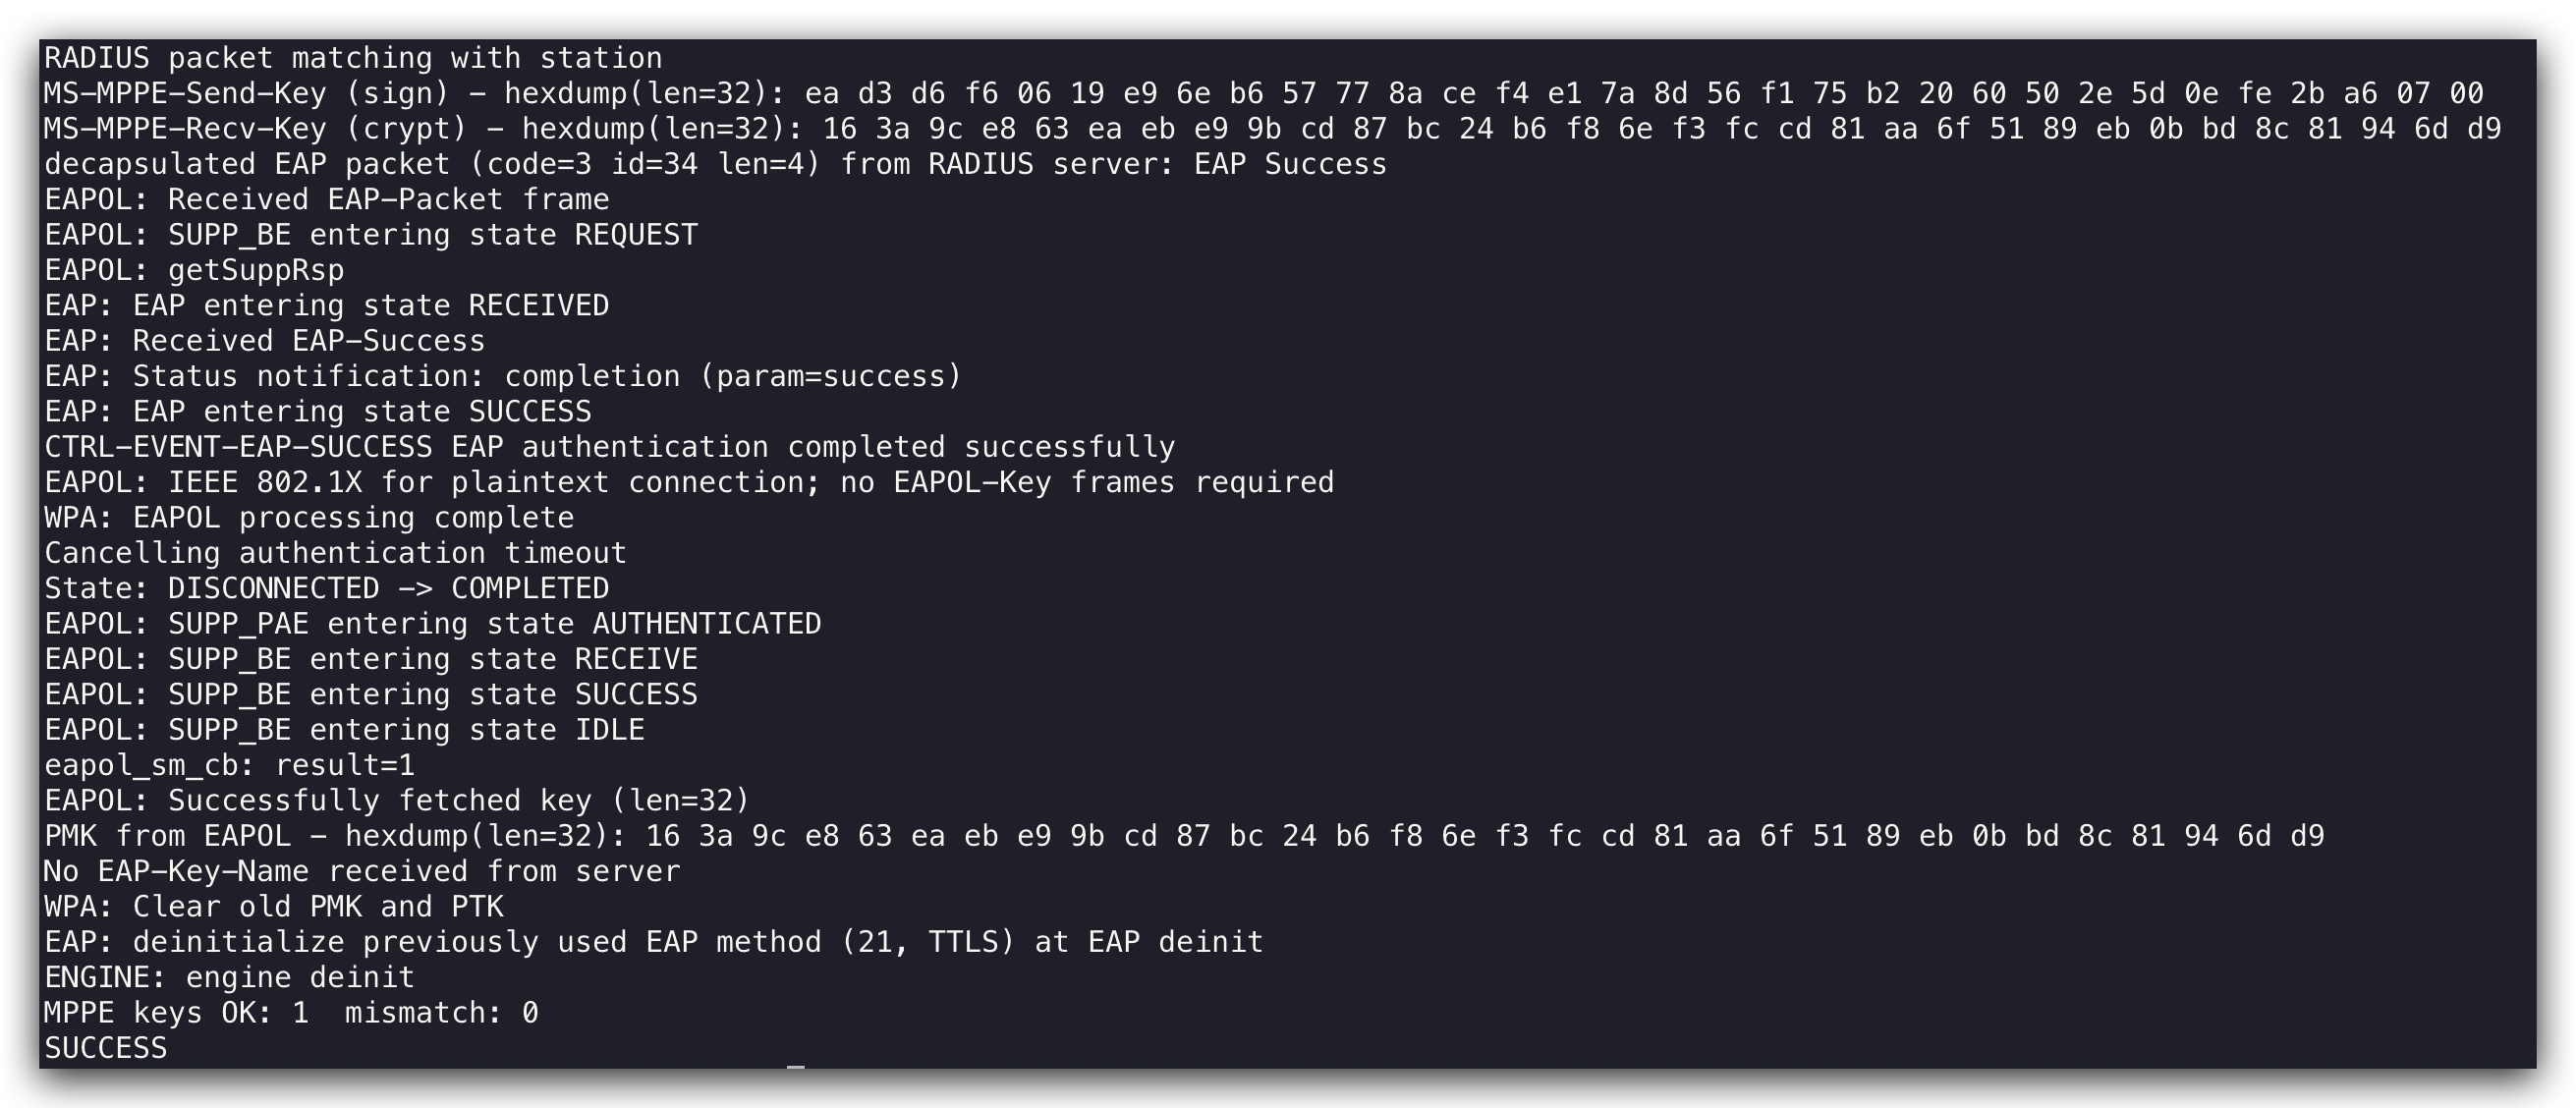 RADIUS packet matching with station
MS-MPPE-Send-Key (sign) - hexdump(len=32): ea d3 d6 f6 06 19 e9 6e b6 57 77 8a ce f4 e1 7a 8d 56 f1 75 b2 20 60 50 2e 5d 0e fe 2b a6 07 00
MS-MPPE-Recv-Key (crypt) - hexdump(len=32): 16 3a 9c e8 63 ea eb e9 9b cd 87 bc 24 b6 f8 6e f3 fc cd 81 aa 6f 51 89 eb 0b bd 8c 81 94 6d d9
decapsulated EAP packet (code=3 id=34 len=4) from RADIUS server: EAP Success
EAPOL: Received EAP-Packet frame
EAPOL: SUPP_BE entering state REQUEST
EAPOL: getSuppRsp
EAP: EAP entering state RECEIVED
EAP: Received EAP-Success
EAP: Status notification: completion (param=success)
EAP: EAP entering state SUCCESS
CTRL-EVENT-EAP-SUCCESS EAP authentication completed successfully
EAPOL: IEEE 802.1X for plaintext connection; no EAPOL-Key frames required
WPA: EAPOL processing complete
Cancelling authentication timeout
State: DISCONNECTED -> COMPLETED
EAPOL: SUPP_PAE entering state AUTHENTICATED
EAPOL: SUPP_BE entering state RECEIVE
EAPOL: SUPP_BE entering state SUCCESS
EAPOL: SUPP_BE entering state IDLE
eapol_sm_cb: result=1
EAPOL: Successfully fetched key (len=32)
PMK from EAPOL - hexdump(len=32): 16 3a 9c e8 63 ea eb e9 9b cd 87 bc 24 b6 f8 6e f3 fc cd 81 aa 6f 51 89 eb 0b bd 8c 81 94 6d d9
No EAP-Key-Name received from server
WPA: Clear old PMK and PTK
EAP: deinitialize previously used EAP method (21, TTLS) at EAP deinit
ENGINE: engine deinit
MPPE keys OK: 1  mismatch: 0
SUCCESS